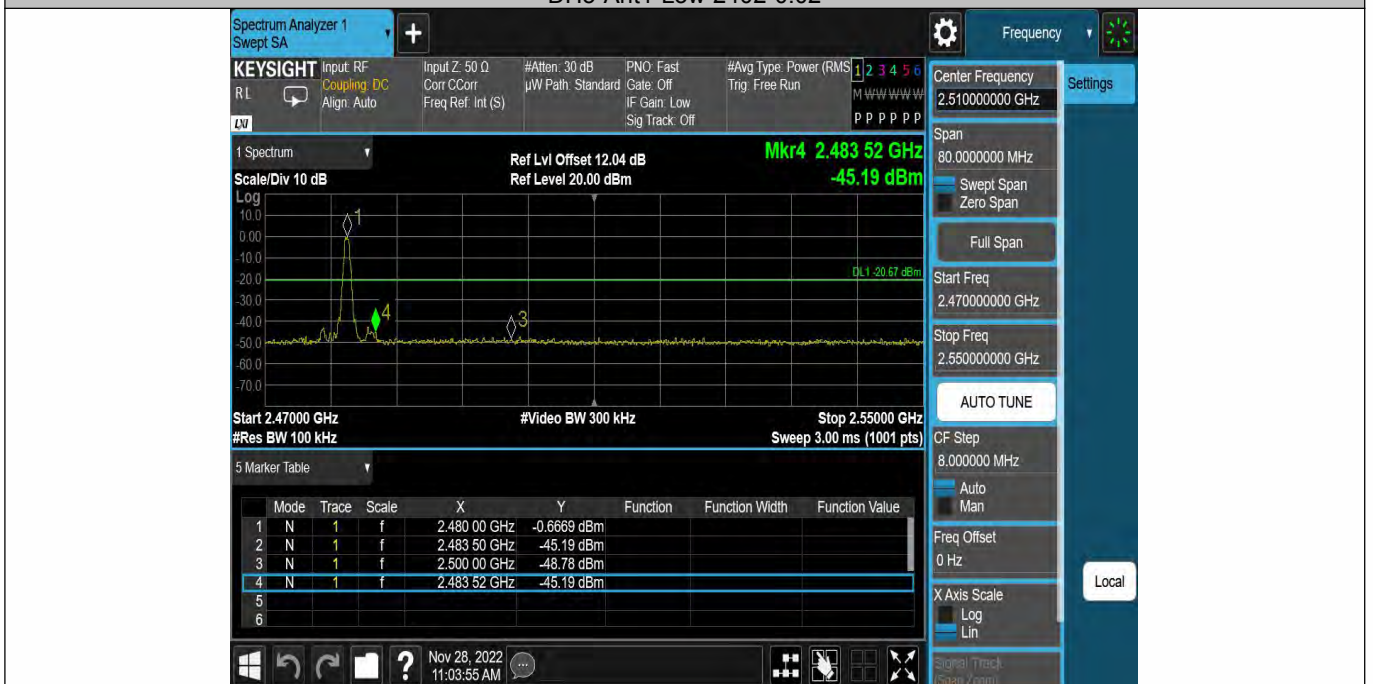 Spectrum Analyzer 1
Swept SA
+
Frequency
KEYSIGHT
RL
LXI
Input: RF
Coupling: DC
Align: Auto
Input Z: 50 Ω
Corr CCorr
Freq Ref: Int (S)
#Atten: 30 dB
µW Path: Standard
PNO: Fast
Gate: Off
IF Gain: Low
Sig Track: Off
#Avg Type: Power (RMS
Trig: Free Run
1 2 3 4 5 6
M W W W W W
P P P P P P
1 Spectrum
Scale/Div 10 dB
Ref Lvl Offset 12.04 dB
Ref Level 20.00 dBm
Mkr4 2.483 52 GHz
-45.19 dBm
Log
10.0
0.00
-10.0
-20.0
-30.0
-40.0
-50.0
-60.0
-70.0
1
4
3
DL1 -20.67 dBm
Start 2.47000 GHz
#Video BW 300 kHz
Stop 2.55000 GHz
#Res BW 100 kHz
Sweep 3.00 ms (1001 pts)
5 Marker Table
Mode Trace Scale X Y Function Function Width Function Value
1 N 1 f 2.480 00 GHz -0.6669 dBm
2 N 1 f 2.483 50 GHz -45.19 dBm
3 N 1 f 2.500 00 GHz -48.78 dBm
4 N 1 f 2.483 52 GHz -45.19 dBm
5
6
?
Nov 28, 2022
11:03:55 AM
Center Frequency
2.510000000 GHz
Settings
Span
80.0000000 MHz
Swept Span
Zero Span
Full Span
Start Freq
2.470000000 GHz
Stop Freq
2.550000000 GHz
AUTO TUNE
CF Step
8.000000 MHz
Auto
Man
Freq Offset
0 Hz
X Axis Scale
Log
Lin
Local
Signal Track
(Span Zoom)